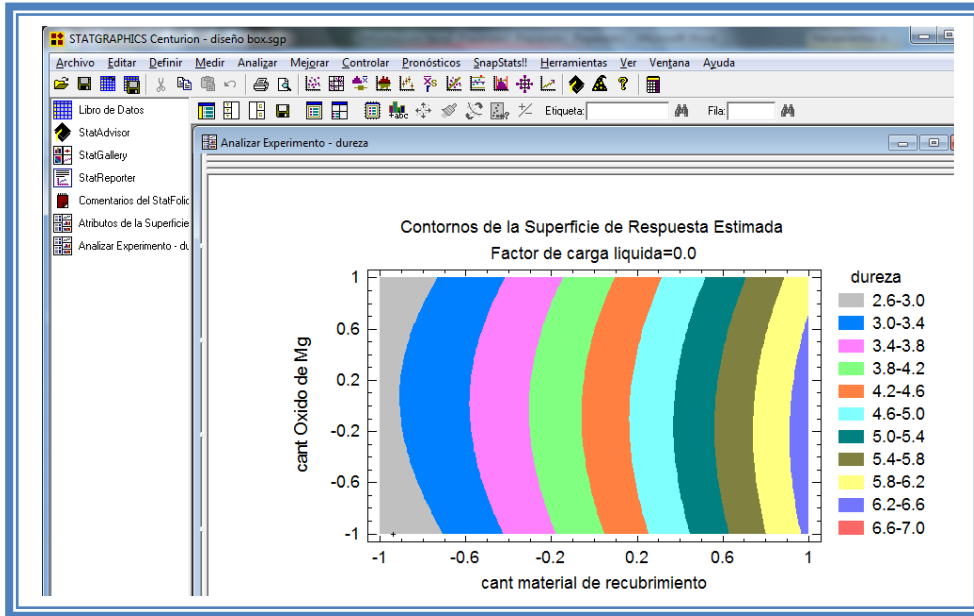 STATGRAPHICS Centurion - diseño box.sgp
Archivo Editar Definir Medir Analizar Mejorar Controlar Pronósticos SnapStats!! Herramientas Ver Ventana Ayuda
Etiqueta: Fila:
Libro de Datos
StatAdvisor
StatGallery
StatReporter
Comentarios del StatFolio
Atributos de la Superficie
Analizar Experimento - du
Analizar Experimento - dureza
Contornos de la Superficie de Respuesta Estimada
Factor de carga liquida=0.0
cant Oxido de Mg
1
0.6
0.2
-0.2
-0.6
-1
-1 -0.6 -0.2 0.2 0.6 1
cant material de recubrimiento
dureza
2.6-3.0
3.0-3.4
3.4-3.8
3.8-4.2
4.2-4.6
4.6-5.0
5.0-5.4
5.4-5.8
5.8-6.2
6.2-6.6
6.6-7.0